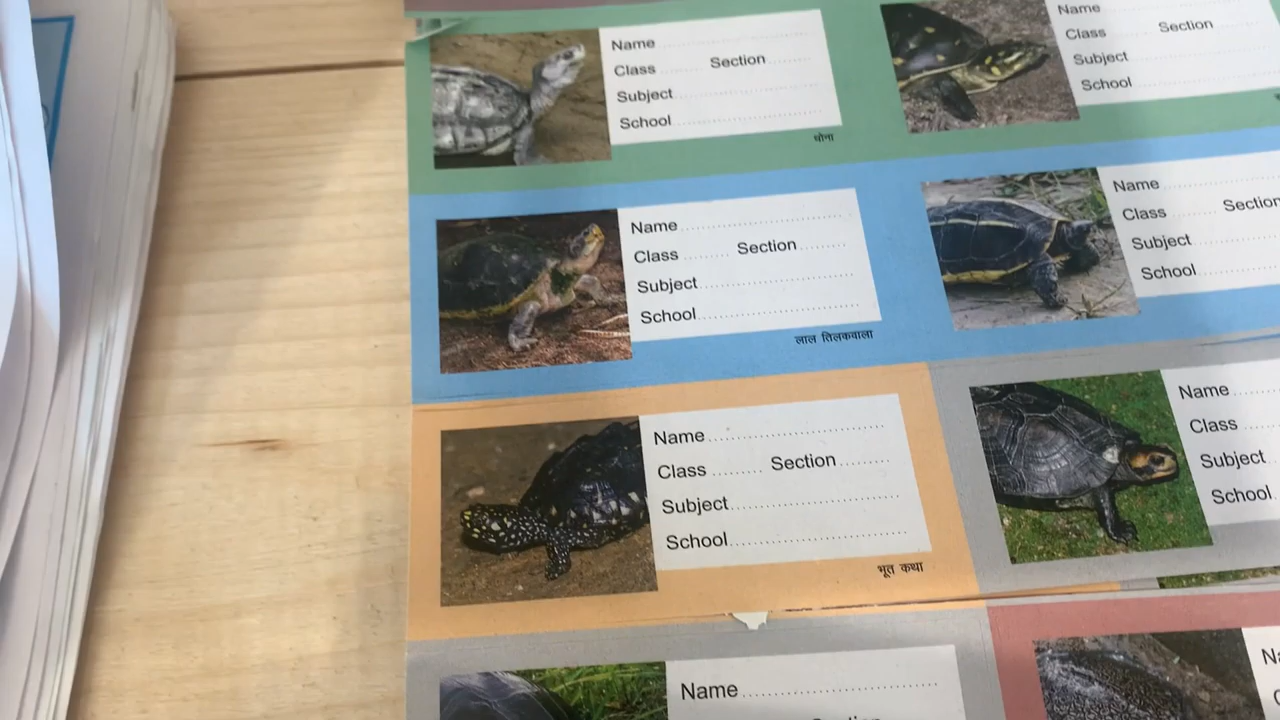 Name....................
Class ........ Section........
Subject....................
School....................
धोना
Name
Class ........ Section........
Subject....................
School....................
Name....................
Class ........ Section........
Subject....................
School....................
लाल तिलकवाला
Name....................
Class ........ Section
Subject....................
School....................
Name....................
Class ........ Section........
Subject....................
School....................
भूत कथा
Name....................
Class
Subject
School
Name....................